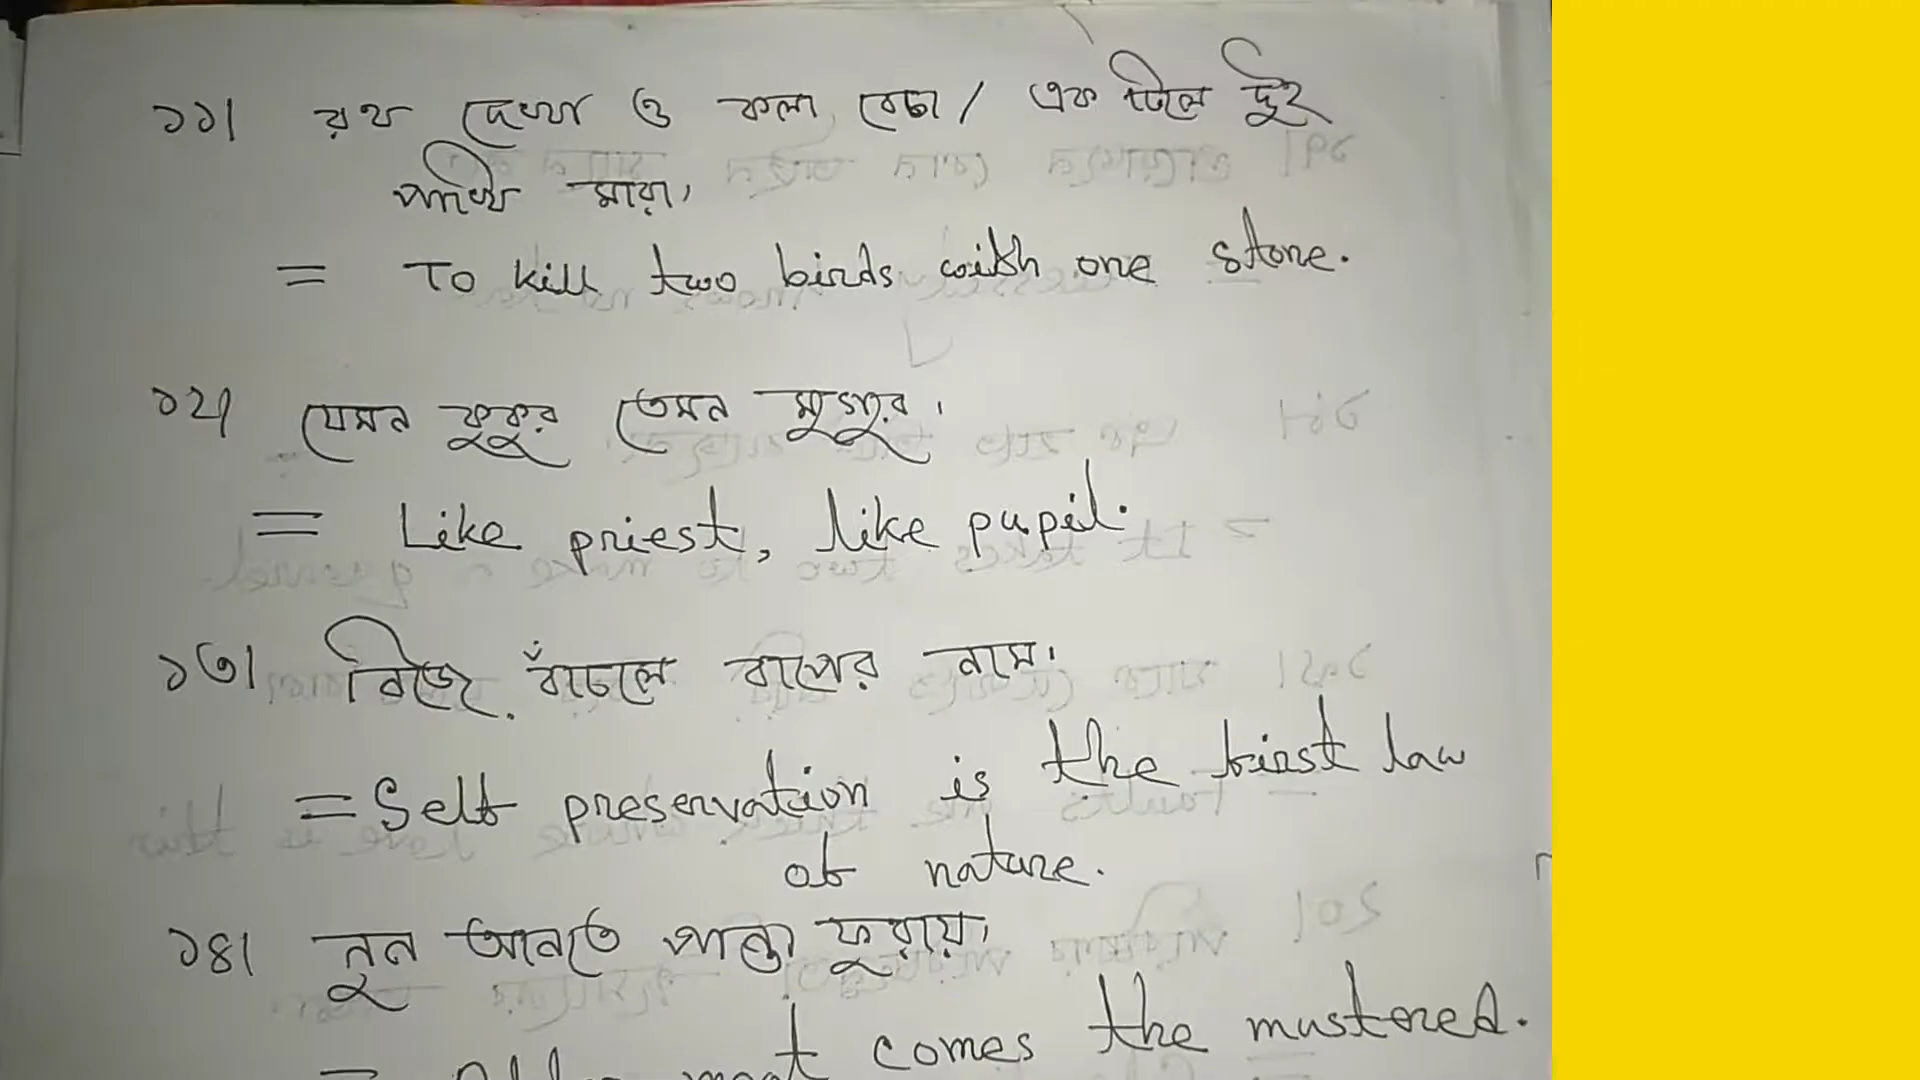 ১১। রথ দেখা ও কলা বেচা / এক ঢিলে দুই
পাখি মারা।
= To kill two birds with one stone.
১২। যেমন কুকুর তেমন মুগুর।
= Like priest, like pupil.
১৩। নিজে বাঁচলে বাপের নাম।
= Self preservation is the first law
of nature.
১৪। নুন আনতে পান্তা ফুরায়।
= meat comes the mustered.